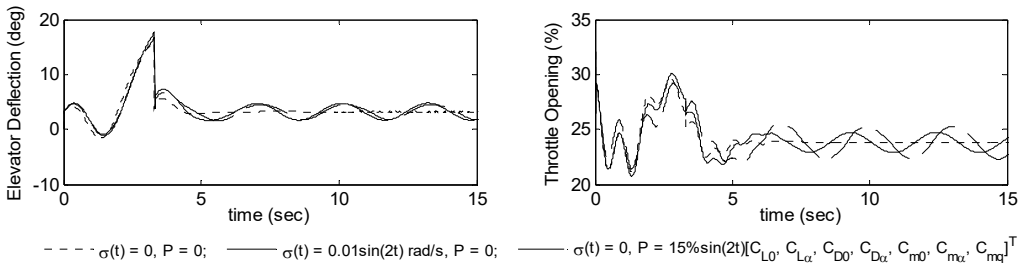 20
10
0
-10
0
5
10
15
Elevator Deflection (deg)
time (sec)
35
30
25
20
0
5
10
15
Throttle Opening (%)
time (sec)
σ(t) = 0, P = 0;
σ(t) = 0.01sin(2t) rad/s, P = 0;
σ(t) = 0, P = 15%sin(2t)[C_L0, C_Lα, C_D0, C_Dα, C_m0, C_mα, C_mq]^T